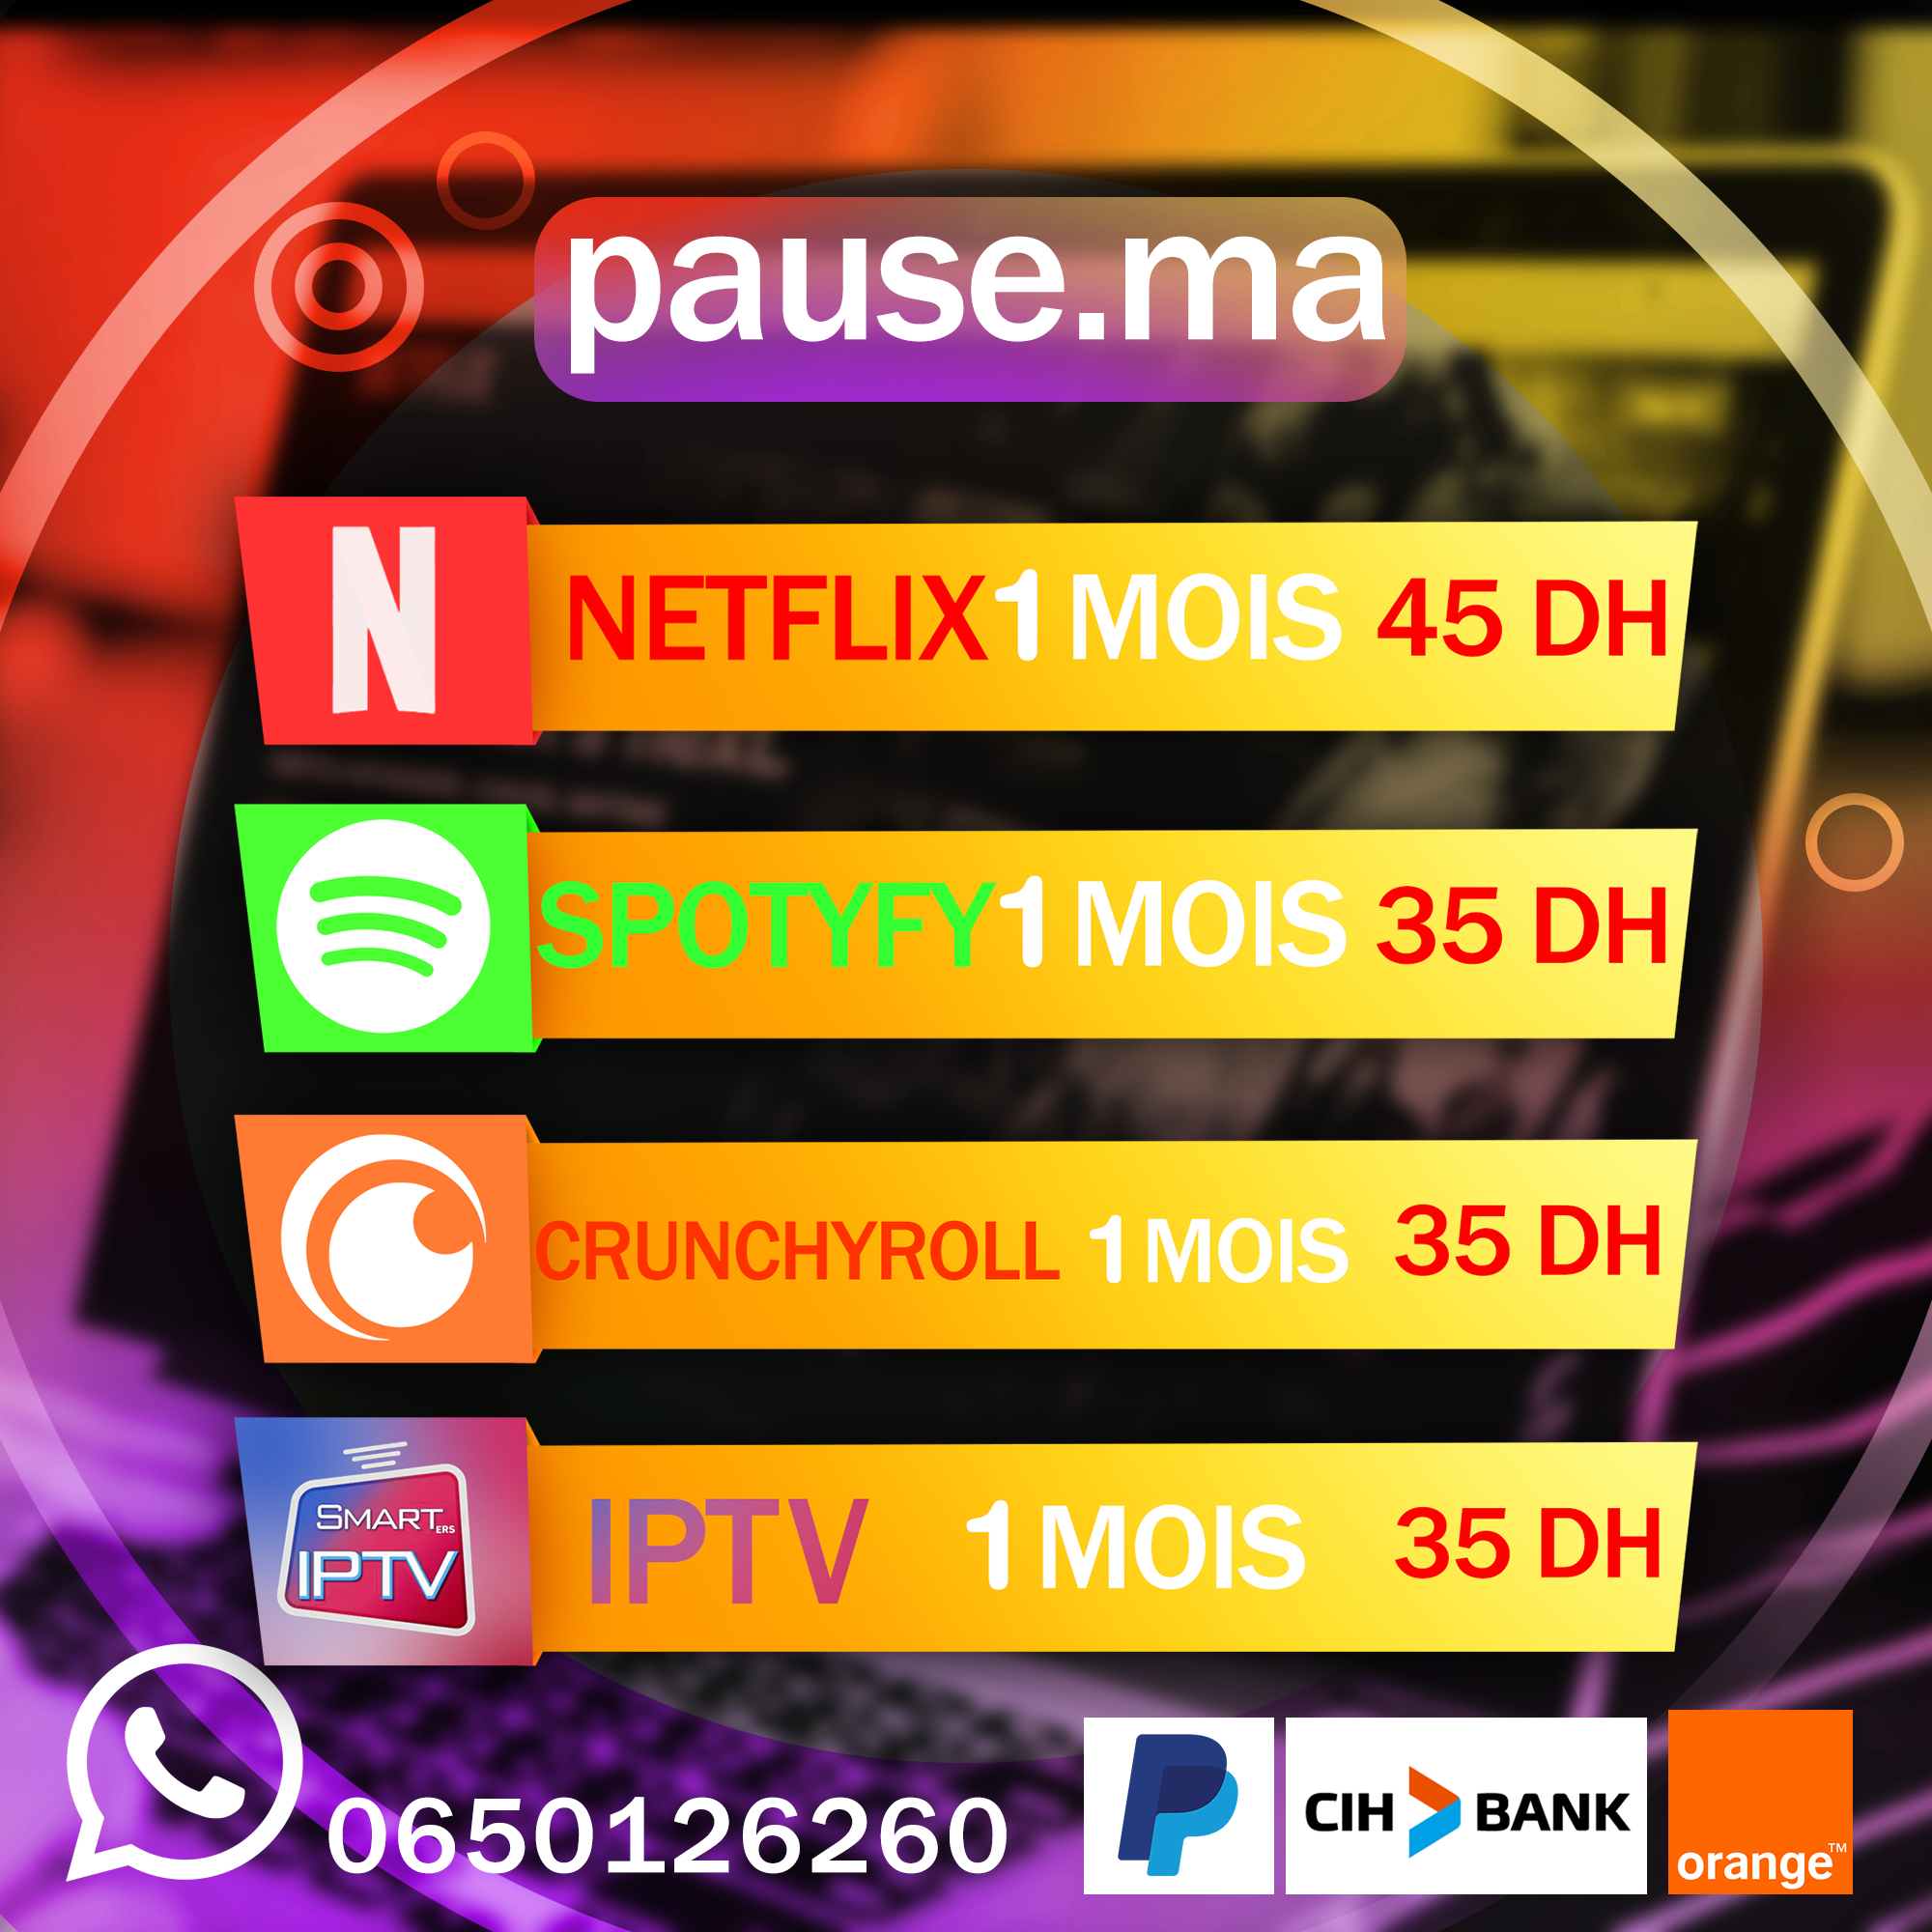 pause.ma
NETFLIX 1 MOIS 45 DH
SPOTYFY 1 MOIS 35 DH
CRUNCHYROLL 1 MOIS 35 DH
SMARTERS
IPTV
IPTV 1 MOIS 35 DH
0650126260
CIH BANK
orange™